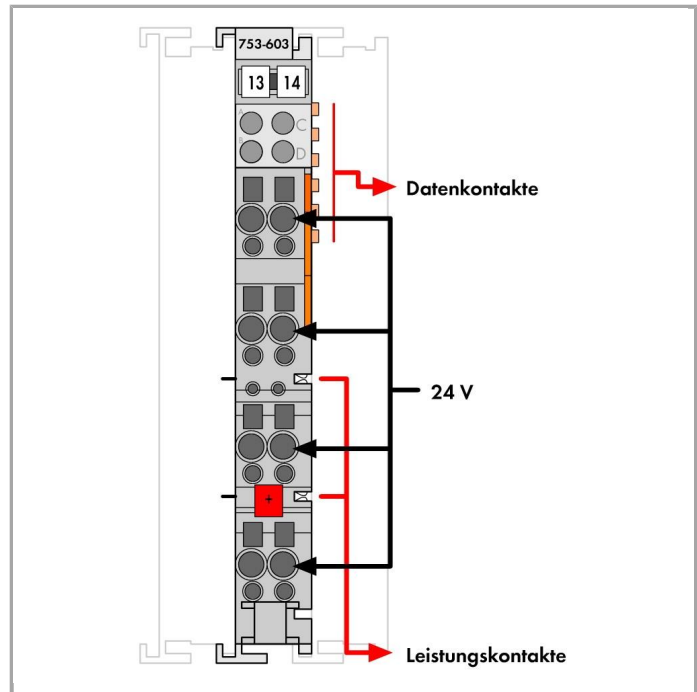 753-603
13 14
A
C
B
D
Datenkontakte
24 V
+
Leistungskontakte